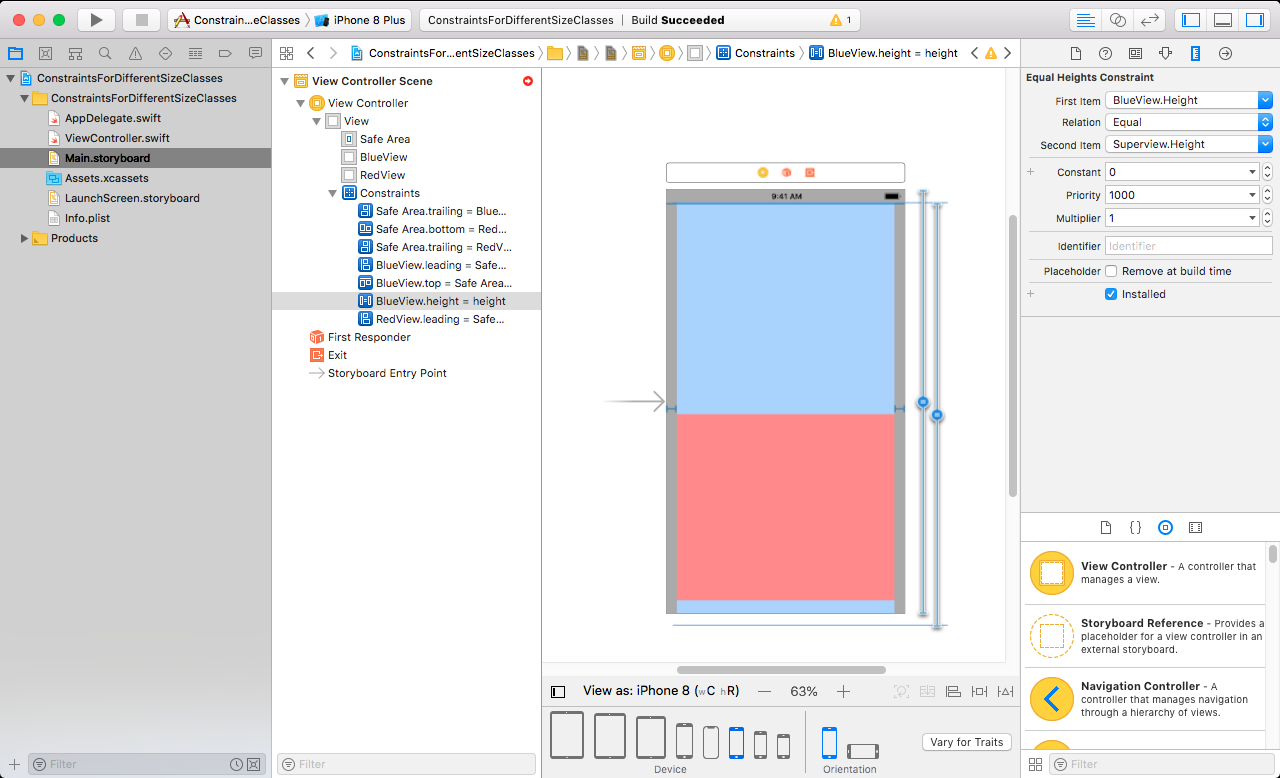 Constrain...eClasses
iPhone 8 Plus
ConstraintsForDifferentSizeClasses | Build Succeeded
1
ConstraintsFor...entSizeClasses
Constraints
BlueView.height = height
ConstraintsForDifferentSizeClasses
ConstraintsForDifferentSizeClasses
AppDelegate.swift
ViewController.swift
Main.storyboard
Assets.xcassets
LaunchScreen.storyboard
Info.plist
Products
Filter
View Controller Scene
View Controller
View
Safe Area
BlueView
RedView
Constraints
Safe Area.trailing = Blue...
Safe Area.bottom = Red...
Safe Area.trailing = RedV...
BlueView.leading = Safe...
BlueView.top = Safe Area...
BlueView.height = height
RedView.leading = Safe...
First Responder
Exit
Storyboard Entry Point
Filter
9:41 AM
View as: iPhone 8 (wC hR)
63%
Device
Orientation
Vary for Traits
Equal Heights Constraint
First Item BlueView.Height
Relation Equal
Second Item Superview.Height
+ Constant 0
Priority 1000
Multiplier 1
Identifier Identifier
Placeholder Remove at build time
+ Installed
{}
View Controller - A controller that
manages a view.
Storyboard Reference - Provides a
placeholder for a view controller in an
external storyboard.
Navigation Controller - A
controller that manages navigation
through a hierarchy of views.
Filter